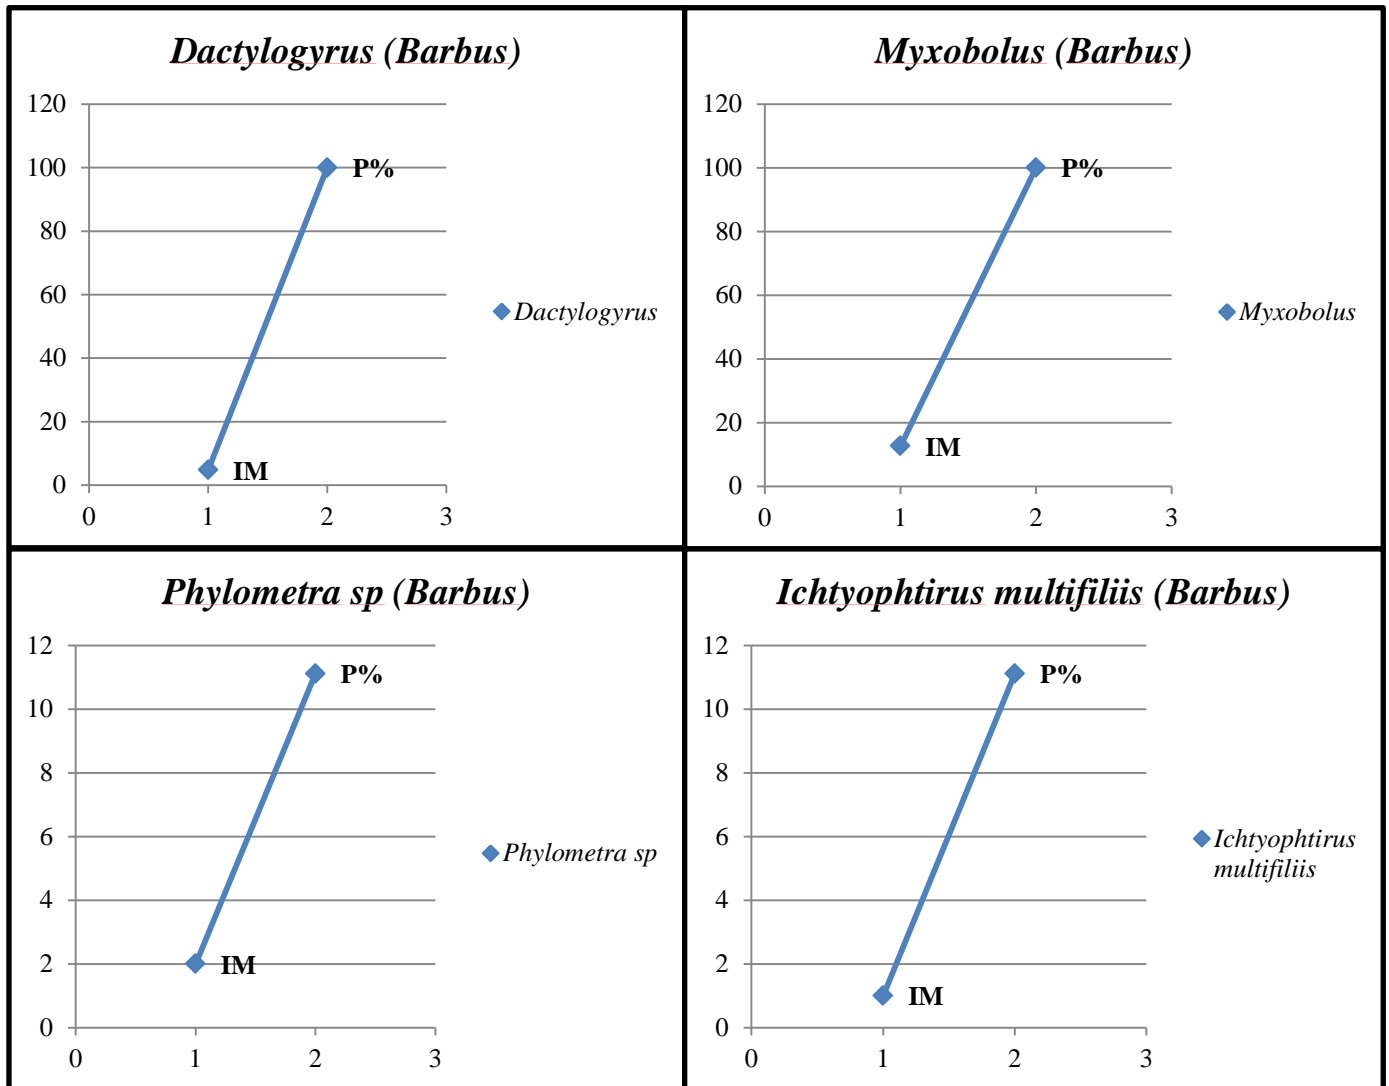 Dactylogyrus (Barbus)
120
100
80
60
40
20
0
0 1 2 3
P%
IM
Dactylogyrus
Myxobolus (Barbus)
120
100
80
60
40
20
0
0 1 2 3
P%
IM
Myxobolus
Phylometra sp (Barbus)
12
10
8
6
4
2
0
0 1 2 3
P%
IM
Phylometra sp
Ichtyophtirus multifiliis (Barbus)
12
10
8
6
4
2
0
0 1 2 3
P%
IM
Ichtyophtirus
multifiliis